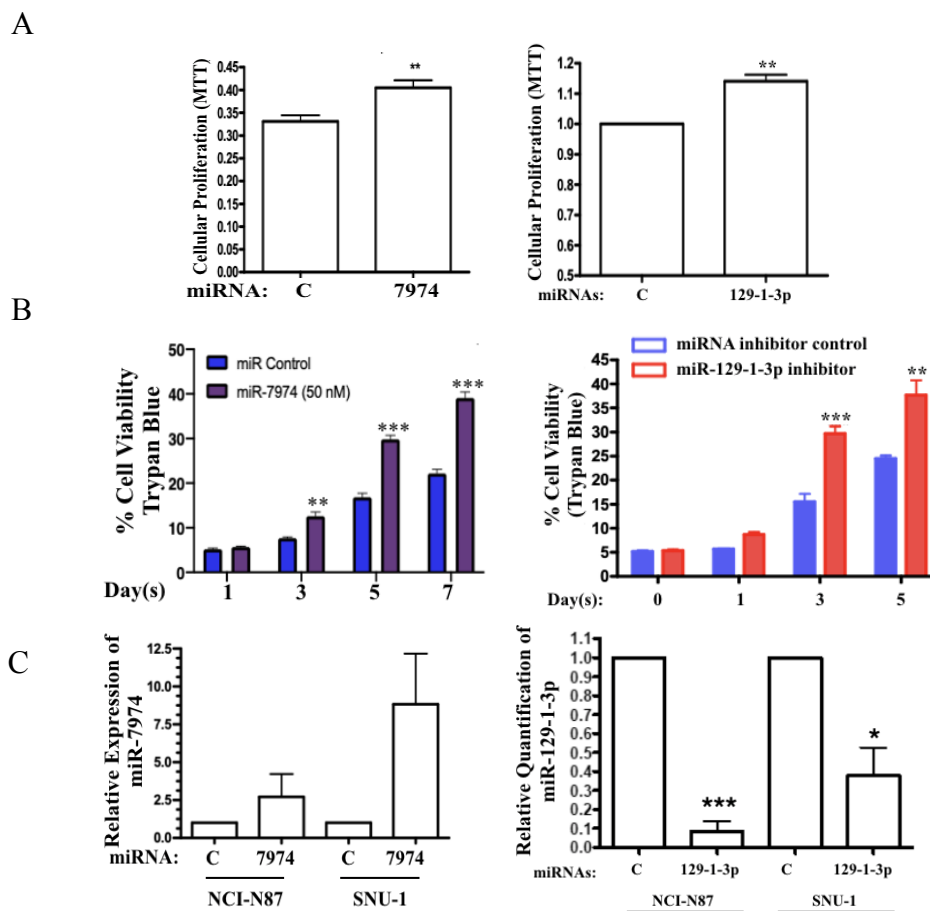 A
Cellular Proliferation (MTT)
0.45
0.40
0.35
0.30
0.25
0.20
0.15
0.10
0.05
0.00
**
miRNA: C 7974
Cellular Proliferation (MTT)
1.2
1.1
1.0
0.9
0.8
0.7
0.6
0.5
**
miRNAs: C 129-1-3p
B
% Cell Viability
Trypan Blue
50
40
30
20
10
0
miR Control
miR-7974 (50 nM)
**
***
***
Day(s) 1 3 5 7
% Cell Viability
(Trypan Blue)
45
40
35
30
25
20
15
10
5
0
miRNA inhibitor control
miR-129-1-3p inhibitor
***
**
Day(s): 0 1 3 5
C
Relative Expression of
miR-7974
12.5
10.0
7.5
5.0
2.5
0.0
miRNA: C 7974 C 7974
NCI-N87 SNU-1
Relative Quantification of
miR-129-1-3p
1.1
1.0
0.9
0.8
0.7
0.6
0.5
0.4
0.3
0.2
0.1
0.0
***
*
miRNAs: C 129-1-3p C 129-1-3p
NCI-N87 SNU-1